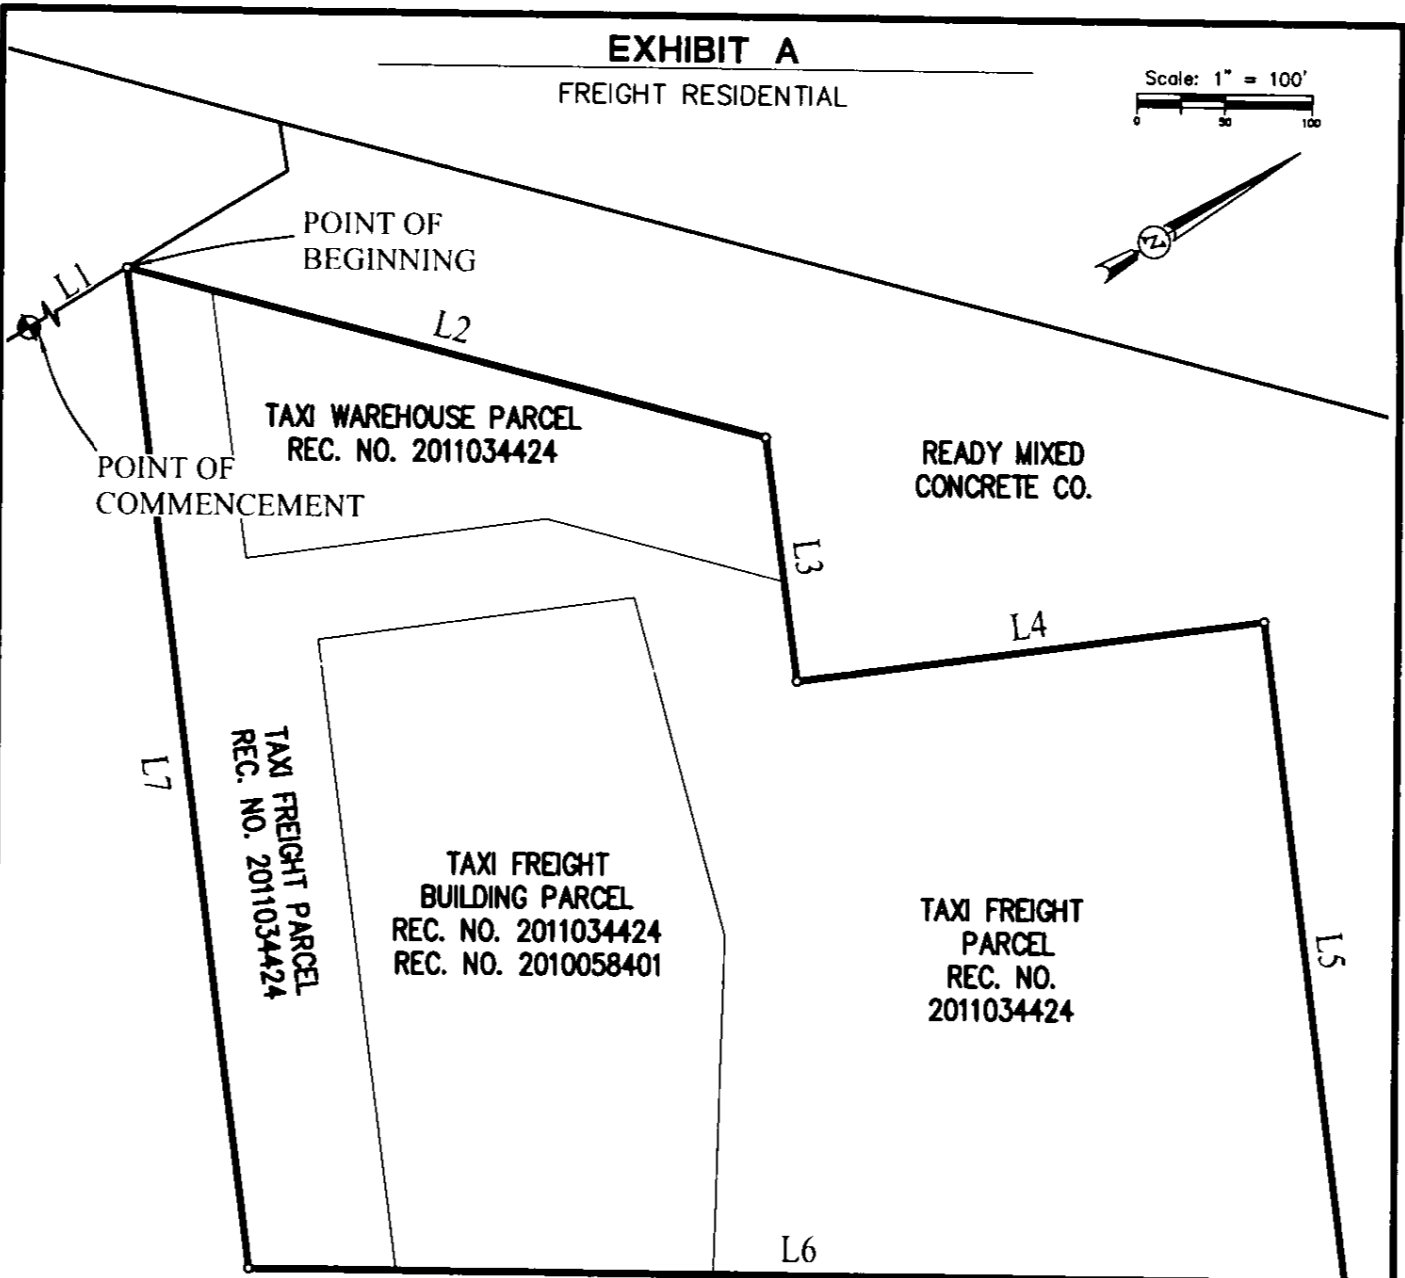 EXHIBIT A
FREIGHT RESIDENTIAL
Scale: 1" = 100'
0 50 100
N
POINT OF
BEGINNING
L1
L2
TAXI WAREHOUSE PARCEL
REC. NO. 2011034424
READY MIXED
CONCRETE CO.
POINT OF
COMMENCEMENT
L3
L4
L7
TAXI FREIGHT PARCEL
REC. NO. 2011034424
TAXI FREIGHT
BUILDING PARCEL
REC. NO. 2011034424
REC. NO. 2010058401
TAXI FREIGHT
PARCEL
REC. NO.
2011034424
L5
L6